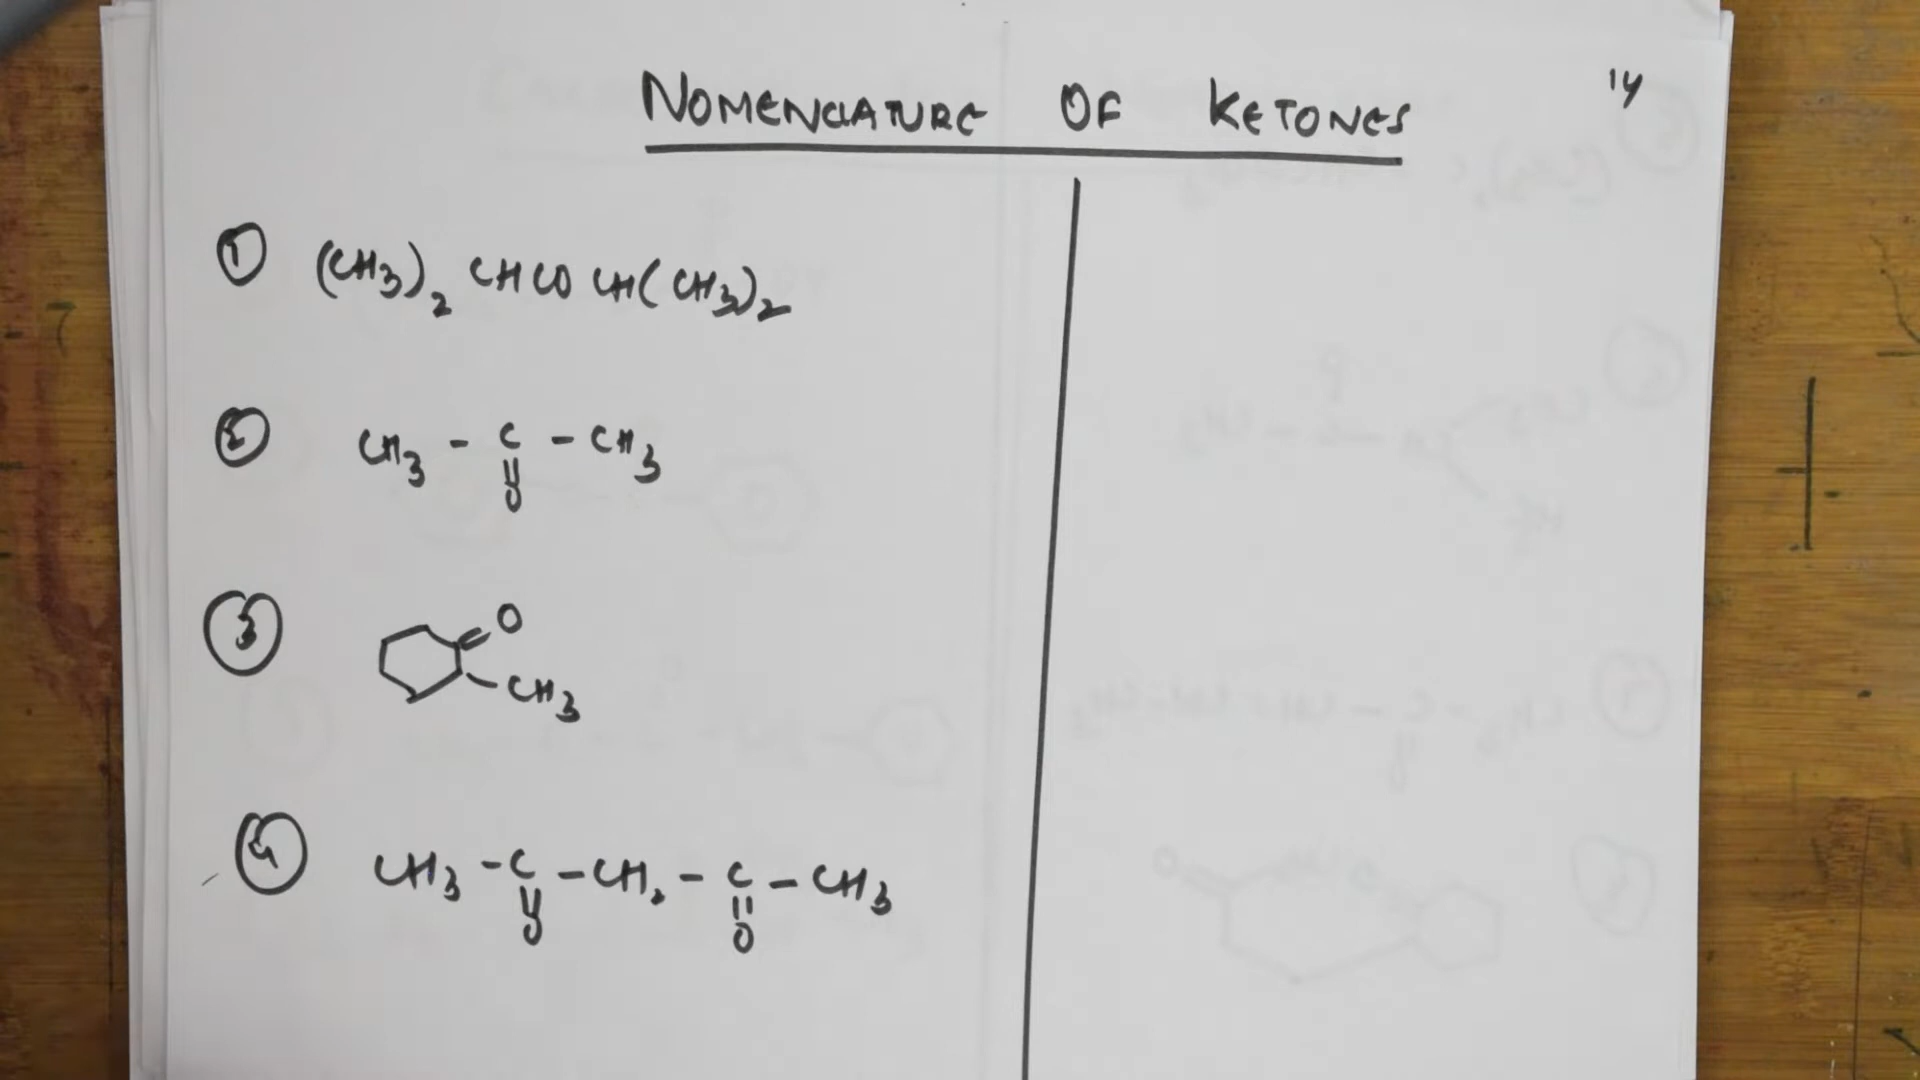 NOMENCLATURE OF KETONES
14
① (CH3)2 CHCO CH(CH3)2
② CH3 - C - CH3
O
③ O
CH3
④ CH3 - C - CH2 - C - CH3
O O